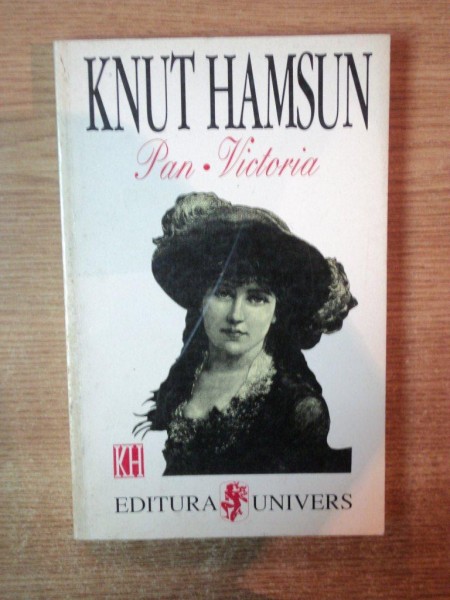 KNUT HAMSUN
Pan • Victoria
KH
EDITURA UNIVERS